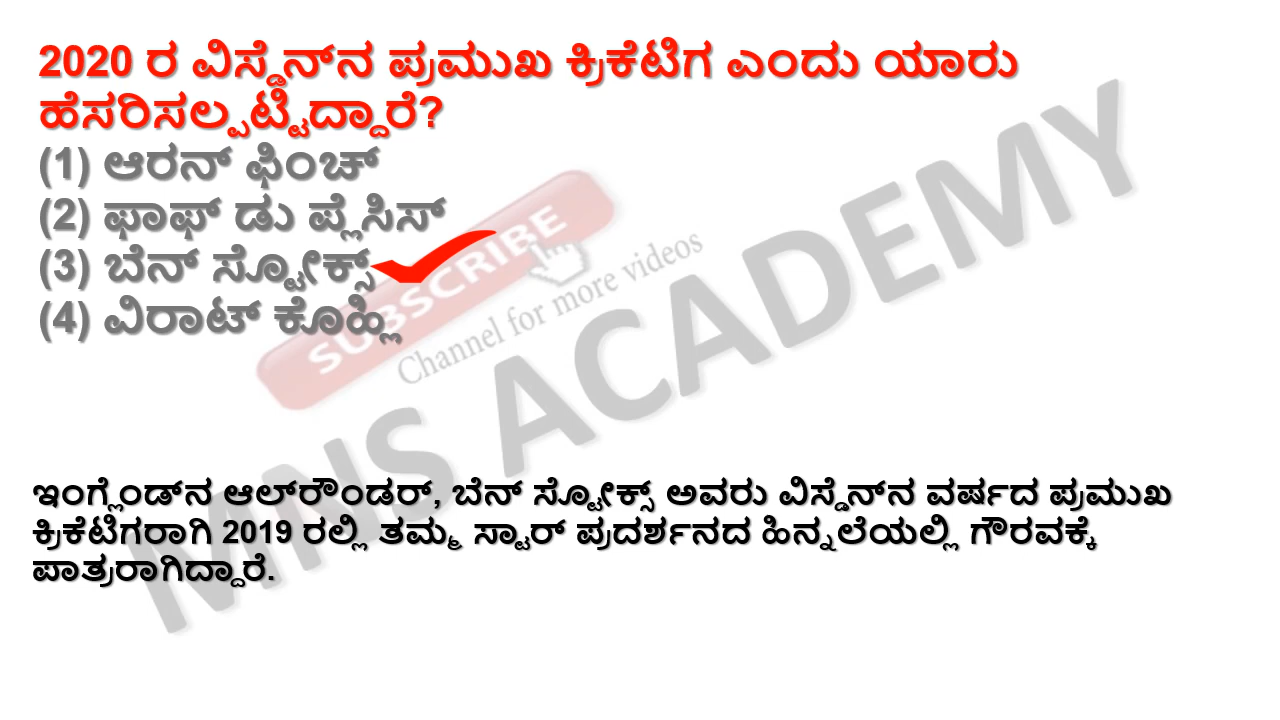 2020 ರ ವಿಸ್ಡೆನ್‌ನ ಪ್ರಮುಖ ಕ್ರಿಕೆಟಿಗ ಎಂದು ಯಾರು
ಹೆಸರಿಸಲ್ಪಟ್ಟಿದ್ದಾರೆ?
(1) ಆರನ್ ಫಿಂಚ್
(2) ಫಾಫ್ ಡು ಪ್ಲೆಸಿಸ್
(3) ಬೆನ್ ಸ್ಟೋಕ್ಸ್
(4) ವಿರಾಟ್ ಕೊಹ್ಲಿ
SUBSCRIBE
Channel for more videos
MNS ACADEMY
ಇಂಗ್ಲೆಂಡ್‌ನ ಆಲ್‌ರೌಂಡರ್, ಬೆನ್ ಸ್ಟೋಕ್ಸ್ ಅವರು ವಿಸ್ಡೆನ್‌ನ ವರ್ಷದ ಪ್ರಮುಖ
ಕ್ರಿಕೆಟಿಗರಾಗಿ 2019 ರಲ್ಲಿ ತಮ್ಮ ಸ್ಟಾರ್ ಪ್ರದರ್ಶನದ ಹಿನ್ನಲೆಯಲ್ಲಿ ಗೌರವಕ್ಕೆ
ಪಾತ್ರರಾಗಿದ್ದಾರೆ.